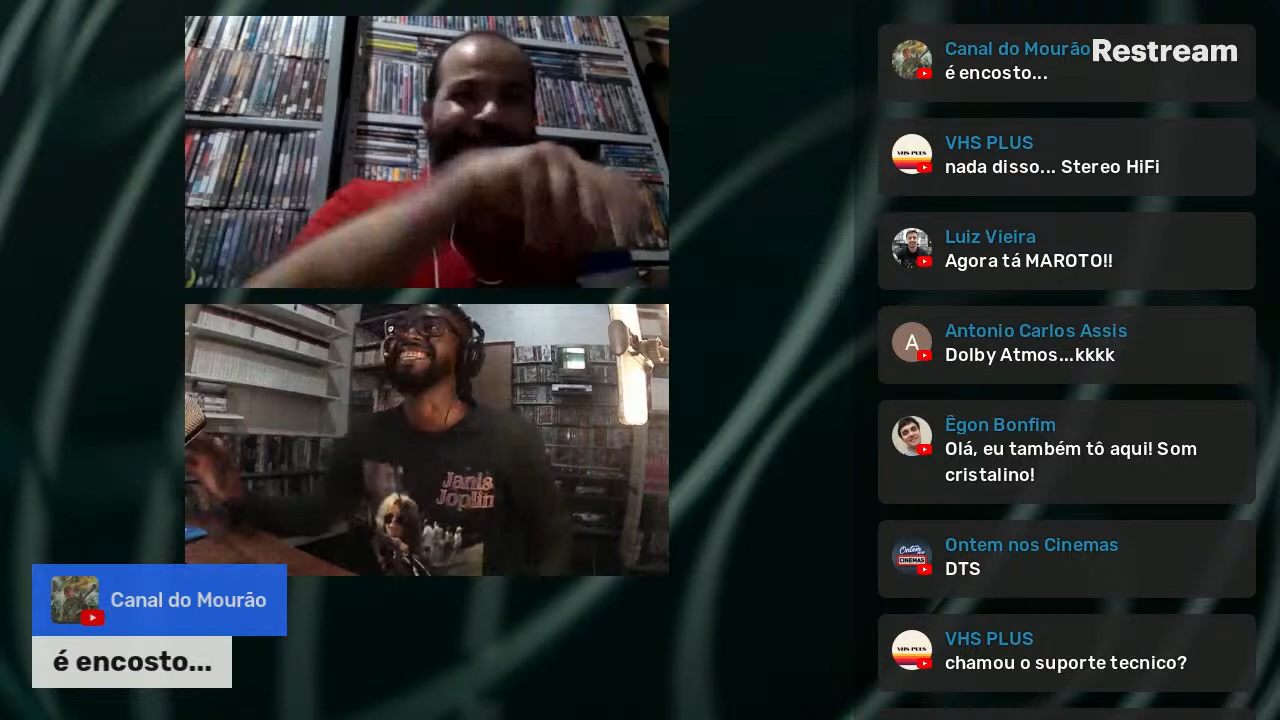 Restream
Canal do Mourão
é encosto...
VHS PLUS
nada disso... Stereo HiFi
Luiz Vieira
Agora tá MAROTO!!
A
Antonio Carlos Assis
Dolby Atmos...kkkk
Êgon Bonfim
Olá, eu também tô aqui! Som
cristalino!
Ontem nos Cinemas
DTS
VHS PLUS
chamou o suporte tecnico?
Janis
Joplin
Canal do Mourão
é encosto...